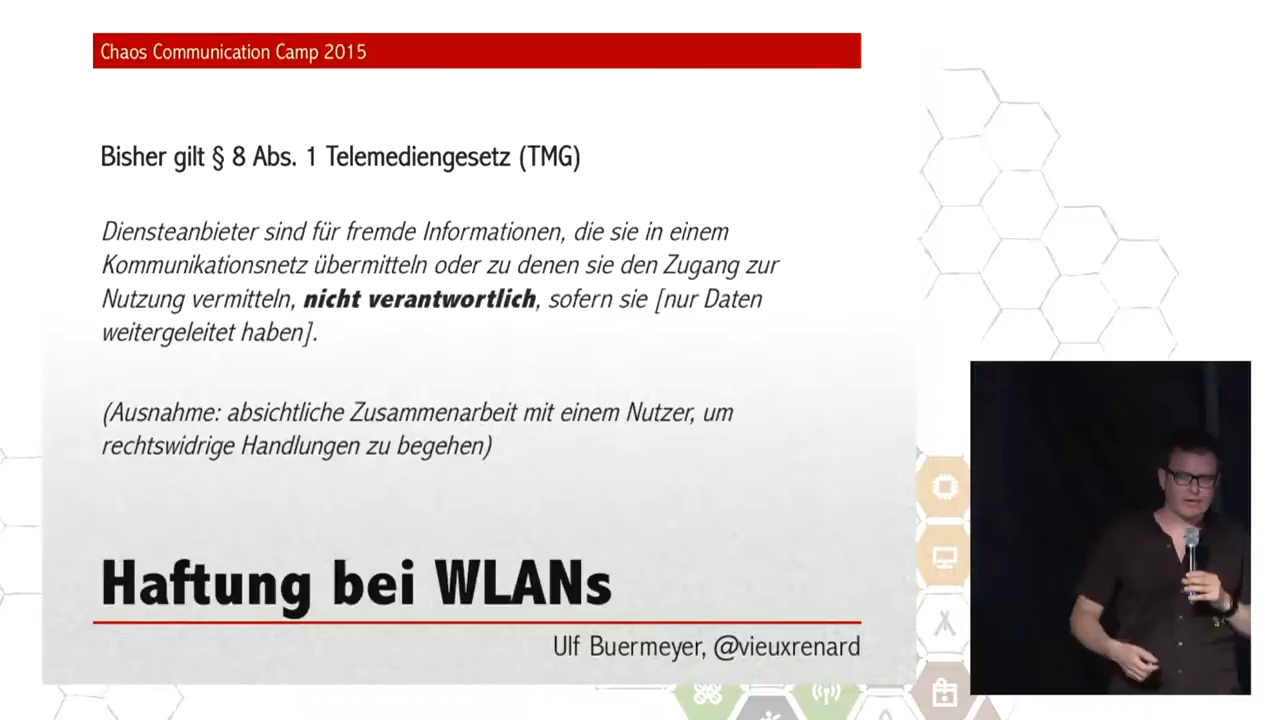 Chaos Communication Camp 2015
Bisher gilt § 8 Abs. 1 Telemediengesetz (TMG)
Diensteanbieter sind für fremde Informationen, die sie in einem
Kommunikationsnetz übermitteln oder zu denen sie den Zugang zur
Nutzung vermitteln, nicht verantwortlich, sofern sie [nur Daten
weitergeleitet haben].
(Ausnahme: absichtliche Zusammenarbeit mit einem Nutzer, um
rechtswidrige Handlungen zu begehen)
Haftung bei WLANs
Ulf Buermeyer, @vieuxrenard